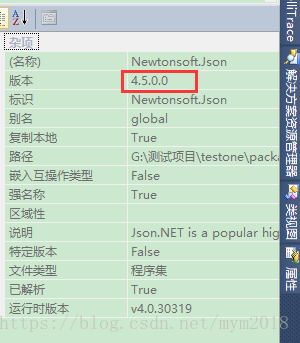 杂项
(名称) Newtonsoft.Json
版本 4.5.0.0
标识 Newtonsoft.Json
别名 global
复制本地 True
路径 G:\测试项目\testone\packa
嵌入互操作类型 False
强名称 True
区域性
说明 Json.NET is a popular hig
特定版本 False
文件类型 程序集
已解析 True
运行时版本 v4.0.30319
https://blog.csdn.net/mym2018
lliTrace
解决方案资源管理器
类视图
属性